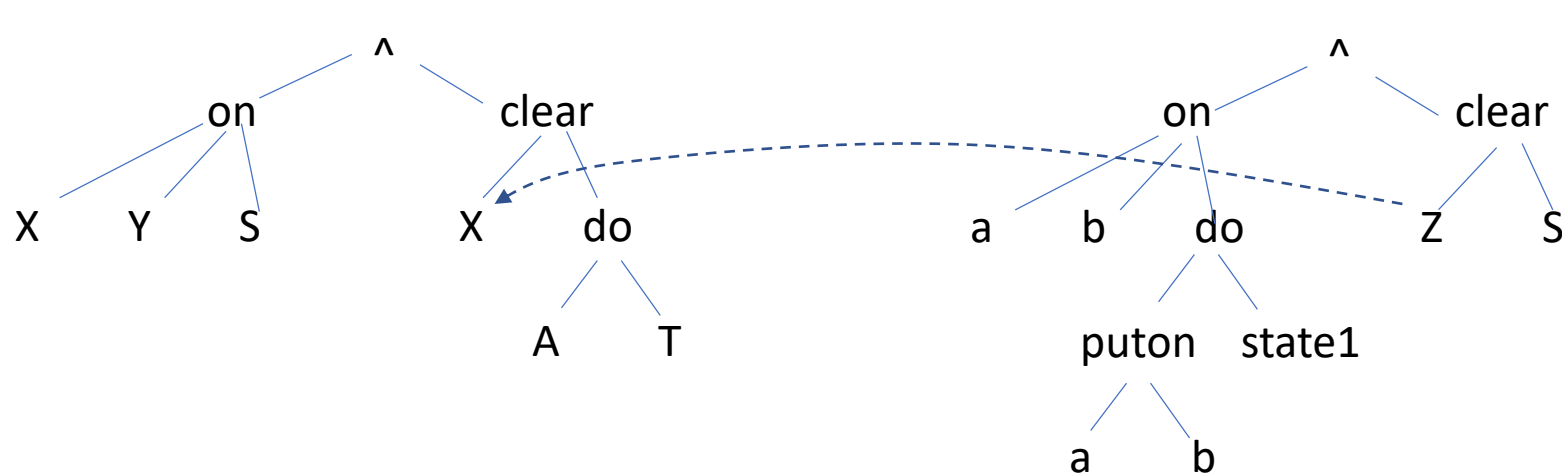 ^ ^
on clear on clear
X Y S X do a b do Z S
A T puton state1
a b